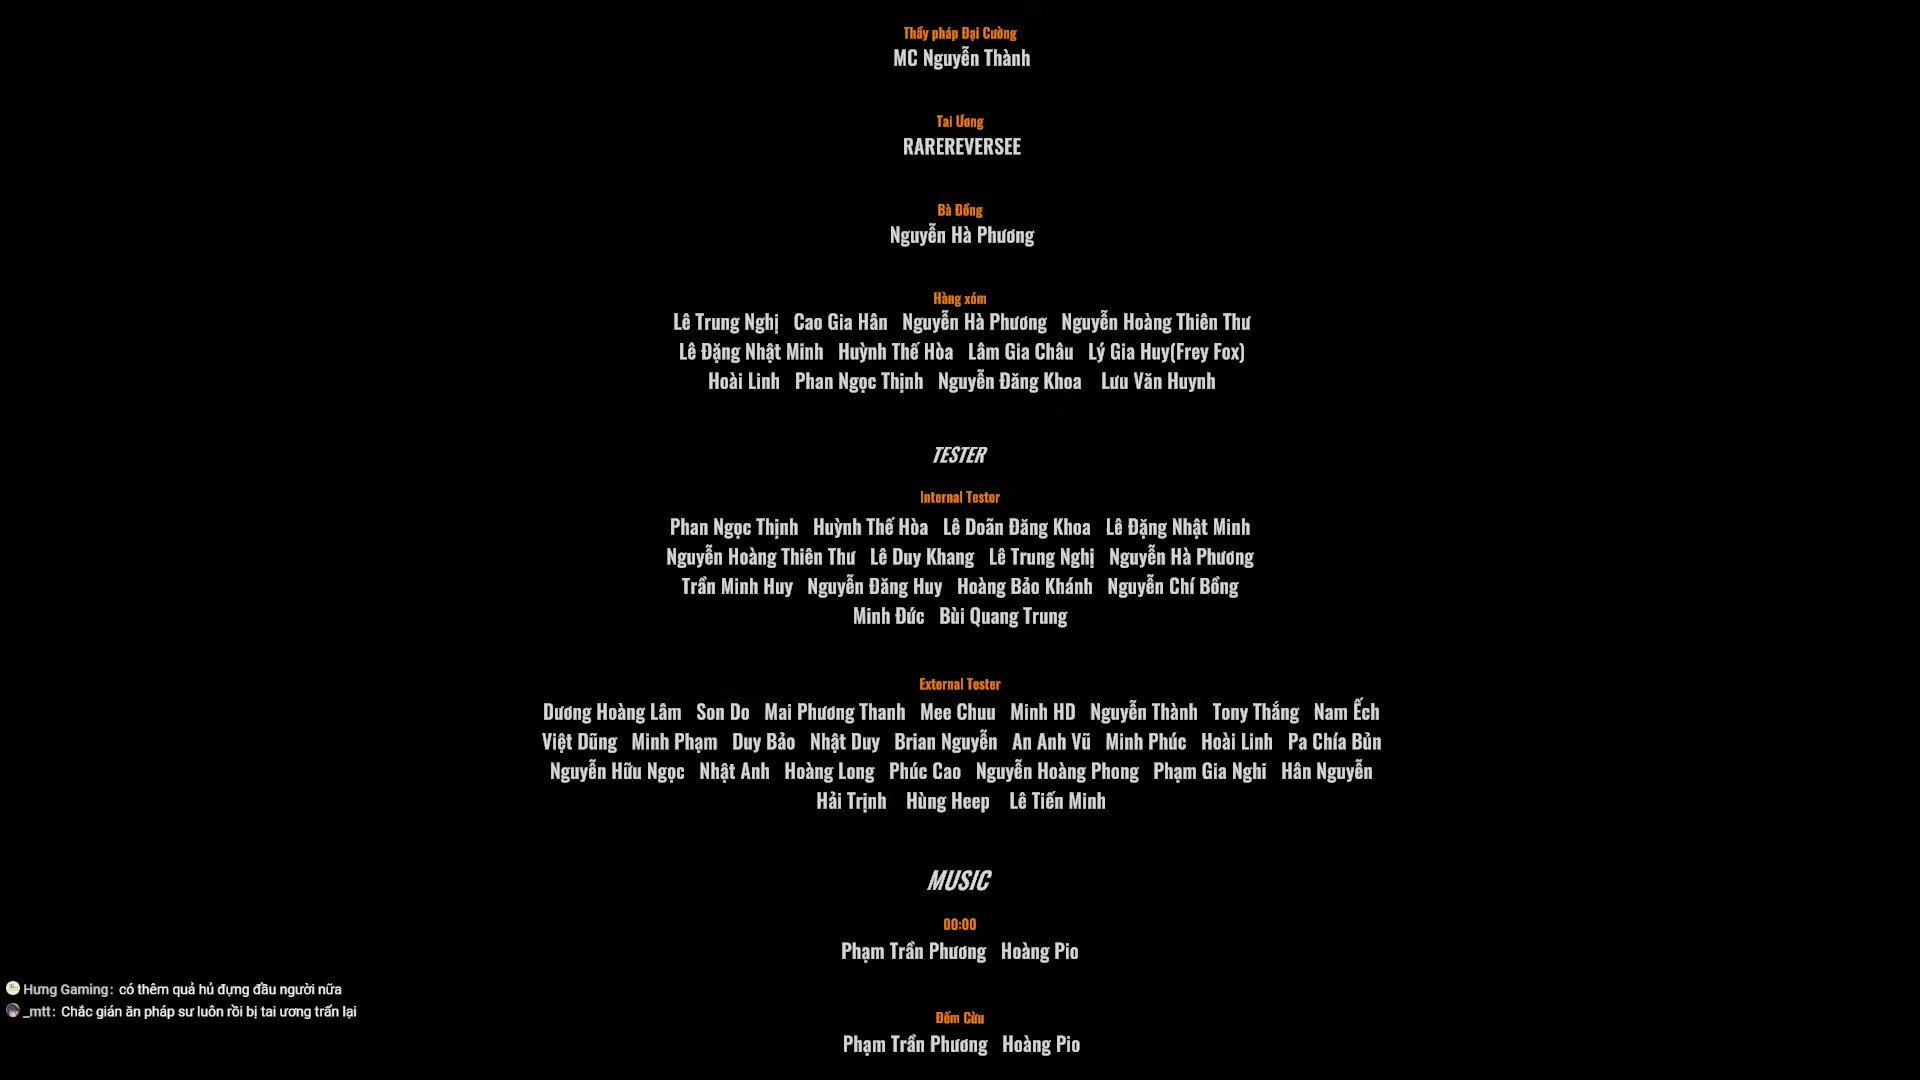 Thầy pháp Đại Cường
MC Nguyễn Thành
Tai Ương
RAREREVERSEE
Bà Đồng
Nguyễn Hà Phương
Hàng xóm
Lê Trung Nghị Cao Gia Hân Nguyễn Hà Phương Nguyễn Hoàng Thiên Thư
Lê Đặng Nhật Minh Huỳnh Thế Hòa Lâm Gia Châu Lý Gia Huy(Frey Fox)
Hoài Linh Phan Ngọc Thịnh Nguyễn Đăng Khoa Lưu Văn Huynh
TESTER
Internal Tester
Phan Ngọc Thịnh Huỳnh Thế Hòa Lê Doãn Đăng Khoa Lê Đặng Nhật Minh
Nguyễn Hoàng Thiên Thư Lê Duy Khang Lê Trung Nghị Nguyễn Hà Phương
Trần Minh Huy Nguyễn Đăng Huy Hoàng Bảo Khánh Nguyễn Chí Bồng
Minh Đức Bùi Quang Trung
External Tester
Dương Hoàng Lâm Son Do Mai Phương Thanh Mee Chuu Minh HD Nguyễn Thành Tony Thắng Nam Ếch
Việt Dũng Minh Phạm Duy Bảo Nhật Duy Brian Nguyễn An Anh Vũ Minh Phúc Hoài Linh Pa Chía Bủn
Nguyễn Hữu Ngọc Nhật Anh Hoàng Long Phúc Cao Nguyễn Hoàng Phong Phạm Gia Nghi Hân Nguyễn
Hải Trịnh Hùng Heep Lê Tiến Minh
MUSIC
00:00
Phạm Trần Phương Hoàng Pio
Đếm Cừu
Phạm Trần Phương Hoàng Pio
Hưng Gaming: có thêm quả hủ đựng đầu người nữa
_mtt: Chắc gián ăn pháp sư luôn rồi bị tai ương trấn lại